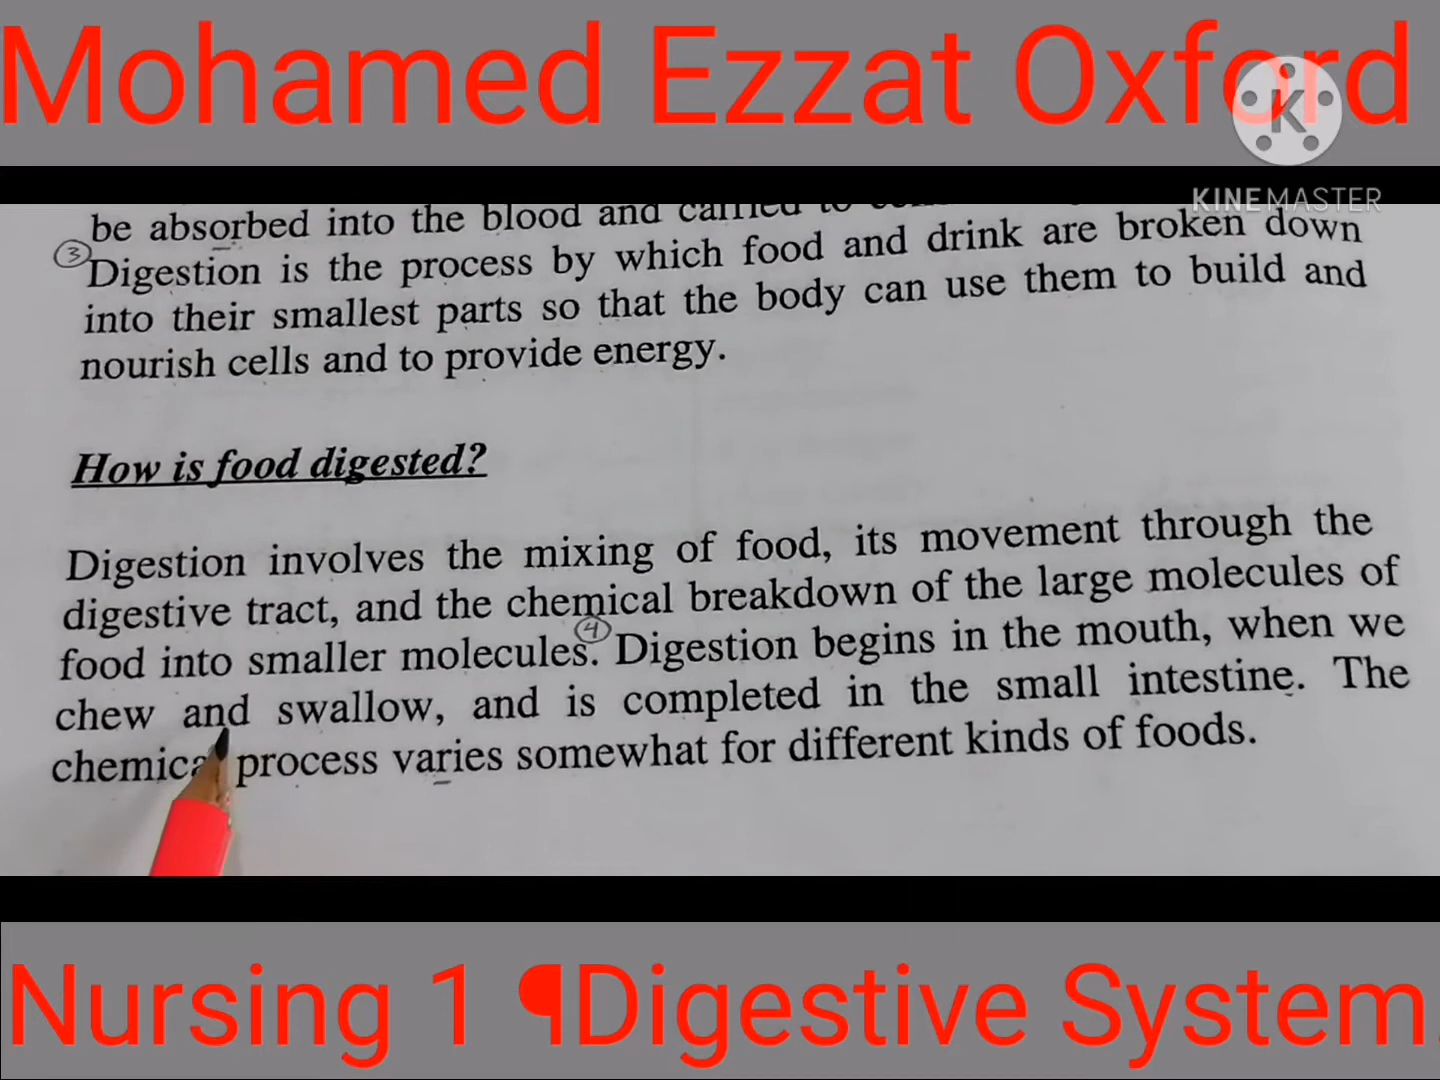 Mohamed Ezzat Oxford
K
KINEMASTER
be absorbed into the blood and carried to
③
Digestion is the process by which food and drink are broken down
into their smallest parts so that the body can use them to build and
nourish cells and to provide energy.
How is food digested?
Digestion involves the mixing of food, its movement through the
digestive tract, and the chemical breakdown of the large molecules of
food into smaller molecules. ④ Digestion begins in the mouth, when we
chew and swallow, and is completed in the small intestine. The
chemical process varies somewhat for different kinds of foods.
Nursing 1 ¶Digestive System.